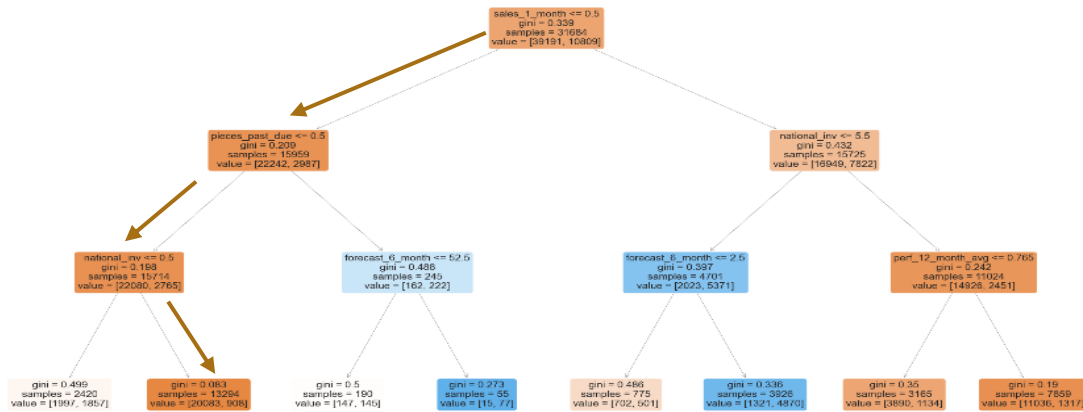 sales_1_month <= 0.5
gini = 0.339
samples = 31684
value = [39191, 10809]
pieces_past_due <= 0.5
gini = 0.209
samples = 15959
value = [22242, 2987]
national_inv <= 5.5
gini = 0.432
samples = 15725
value = [16949, 7822]
national_inv <= 0.5
gini = 0.198
samples = 15714
value = [22080, 2765]
forecast_6_month <= 52.5
gini = 0.488
samples = 245
value = [162, 222]
forecast_6_month <= 2.5
gini = 0.397
samples = 4701
value = [2023, 5371]
perf_12_month_avg <= 0.765
gini = 0.242
samples = 11024
value = [14926, 2451]
gini = 0.499
samples = 2420
value = [1997, 1857]
gini = 0.083
samples = 13294
value = [20083, 908]
gini = 0.5
samples = 190
value = [147, 145]
gini = 0.273
samples = 55
value = [15, 77]
gini = 0.486
samples = 775
value = [702, 501]
gini = 0.336
samples = 3926
value = [1321, 4870]
gini = 0.35
samples = 3165
value = [3890, 1134]
gini = 0.19
samples = 7859
value = [11036, 1317]